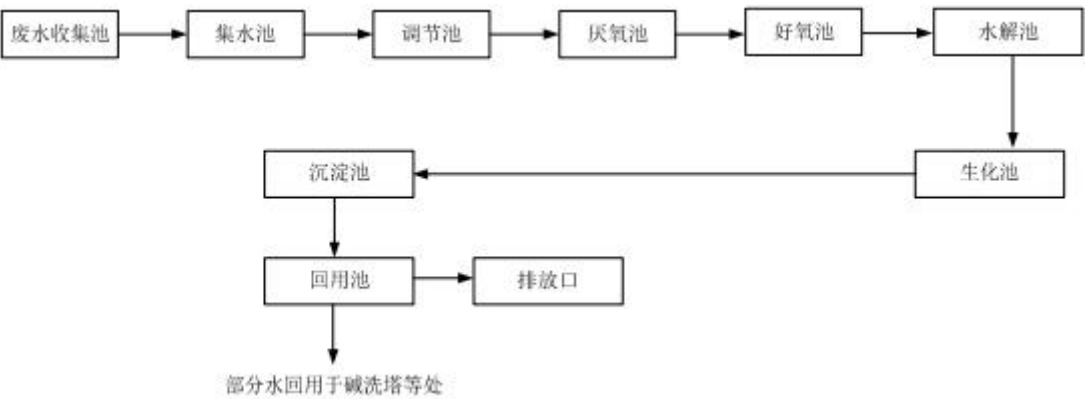 废水收集池
集水池
调节池
厌氧池
好氧池
水解池
生化池
沉淀池
回用池
排放口
部分水回用于碱洗塔等处